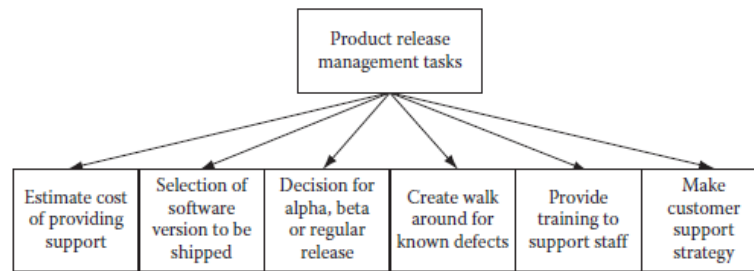 Product release
management tasks
Estimate cost
of providing
support
Selection of
software
version to be
shipped
Decision for
alpha, beta
or regular
release
Create walk
around for
known defects
Provide
training to
support staff
Make
customer
support
strategy